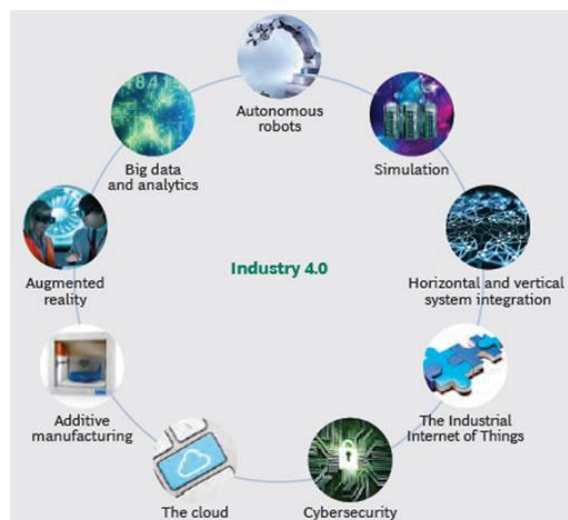 Autonomous
robots
Simulation
Horizontal and vertical
system integration
The Industrial
Internet of Things
Cybersecurity
The cloud
Additive
manufacturing
Augmented
reality
Big data
and analytics
Industry 4.0